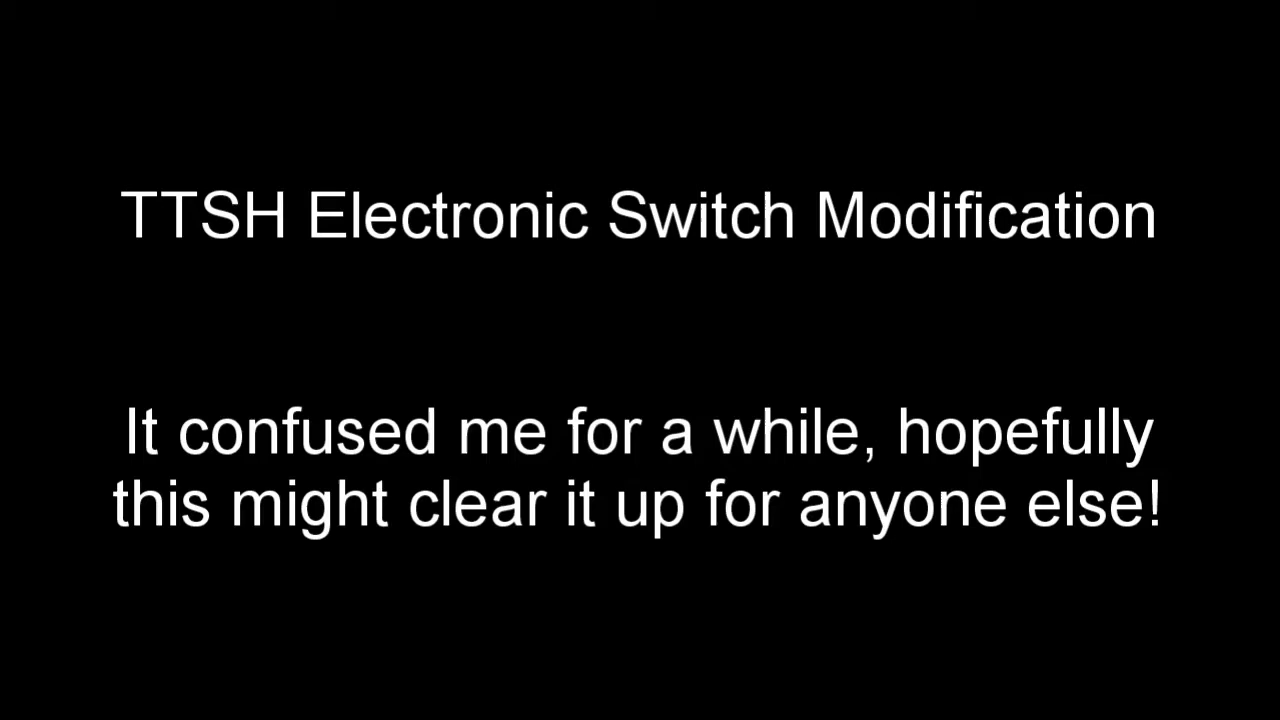 TTSH Electronic Switch Modification
It confused me for a while, hopefully
this might clear it up for anyone else!